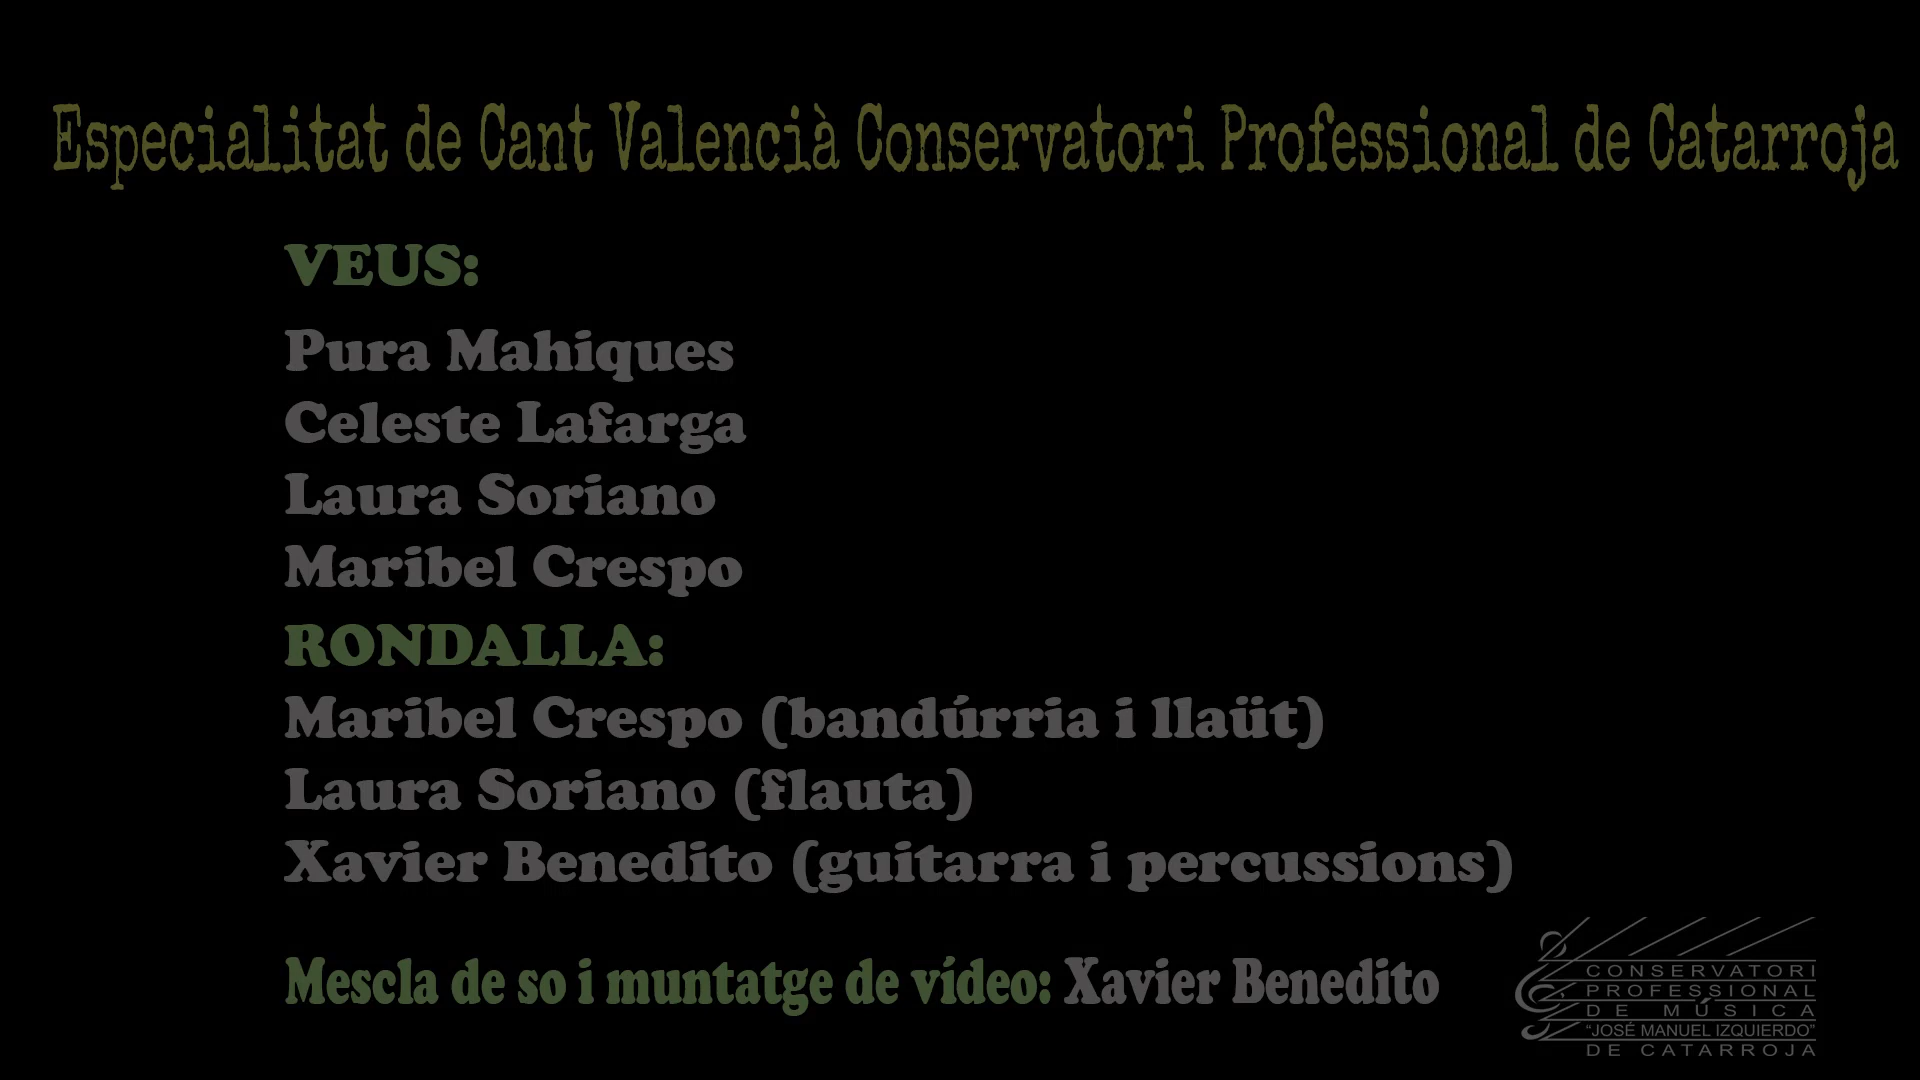 Especialitat de Cant Valencià Conservatori Professional de Catarroja
VEUS:
Pura Mahiques
Celeste Lafarga
Laura Soriano
Maribel Crespo
RONDALLA:
Maribel Crespo (bandúrria i llaüt)
Laura Soriano (flauta)
Xavier Benedito (guitarra i percussions)
Mescla de so i muntatge de vídeo: Xavier Benedito
CONSERVATORI
PROFESSIONAL
DE MÚSICA
“JOSÉ MANUEL IZQUIERDO”
DE CATARROJA